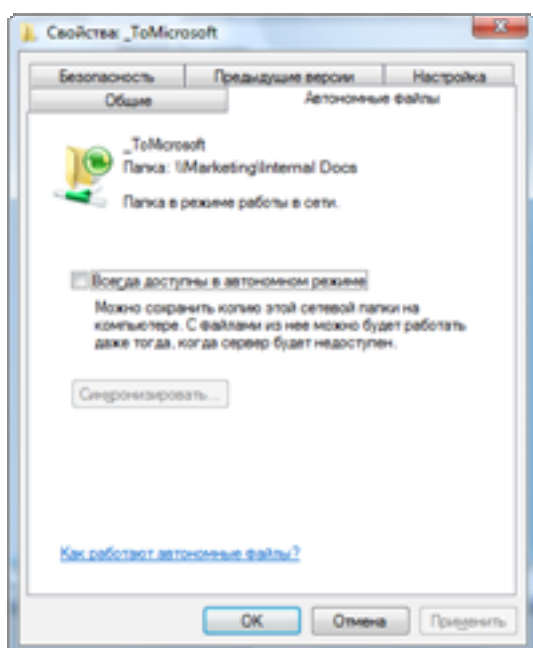 Свойства: _ToMicrosoft
Безопасность Предыдущие версии Настройка
Общие Автономные файлы
_ToMicrosoft
Папка: \\Marketing\Internal Docs
Папка в режиме работы в сети.
Всегда доступны в автономном режиме
Можно сохранить копию этой сетевой папки на
компьютере. С файлами из нее можно будет работать
даже тогда, когда сервер будет недоступен.
Синхронизировать...
Как работают автономные файлы?
OK Отмена Применить